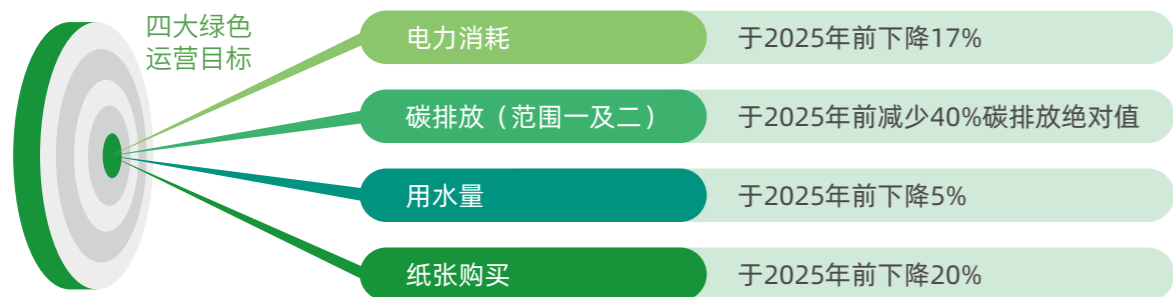 四大绿色
运营目标
电力消耗 于2025年前下降17%
碳排放（范围一及二） 于2025年前减少40%碳排放绝对值
用水量 于2025年前下降5%
纸张购买 于2025年前下降20%